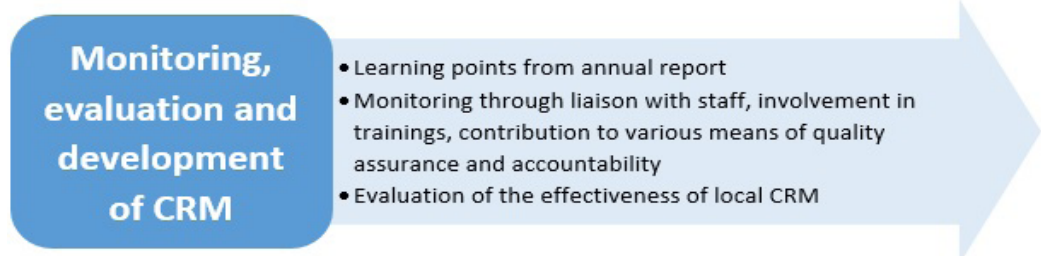 Monitoring,
evaluation and
development
of CRM
• Learning points from annual report
• Monitoring through liaison with staff, involvement in
trainings, contribution to various means of quality
assurance and accountability
• Evaluation of the effectiveness of local CRM